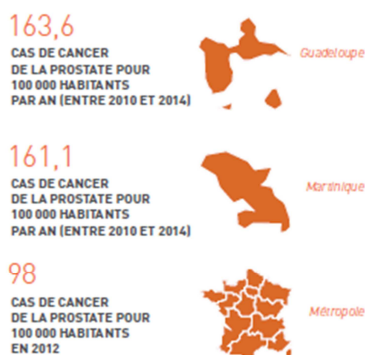 163,6
CAS DE CANCER
DE LA PROSTATE POUR
100 000 HABITANTS
PAR AN (ENTRE 2010 ET 2014)
Guadeloupe
161,1
CAS DE CANCER
DE LA PROSTATE POUR
100 000 HABITANTS
PAR AN (ENTRE 2010 ET 2014)
Martinique
98
CAS DE CANCER
DE LA PROSTATE POUR
100 000 HABITANTS
EN 2012
Métropole